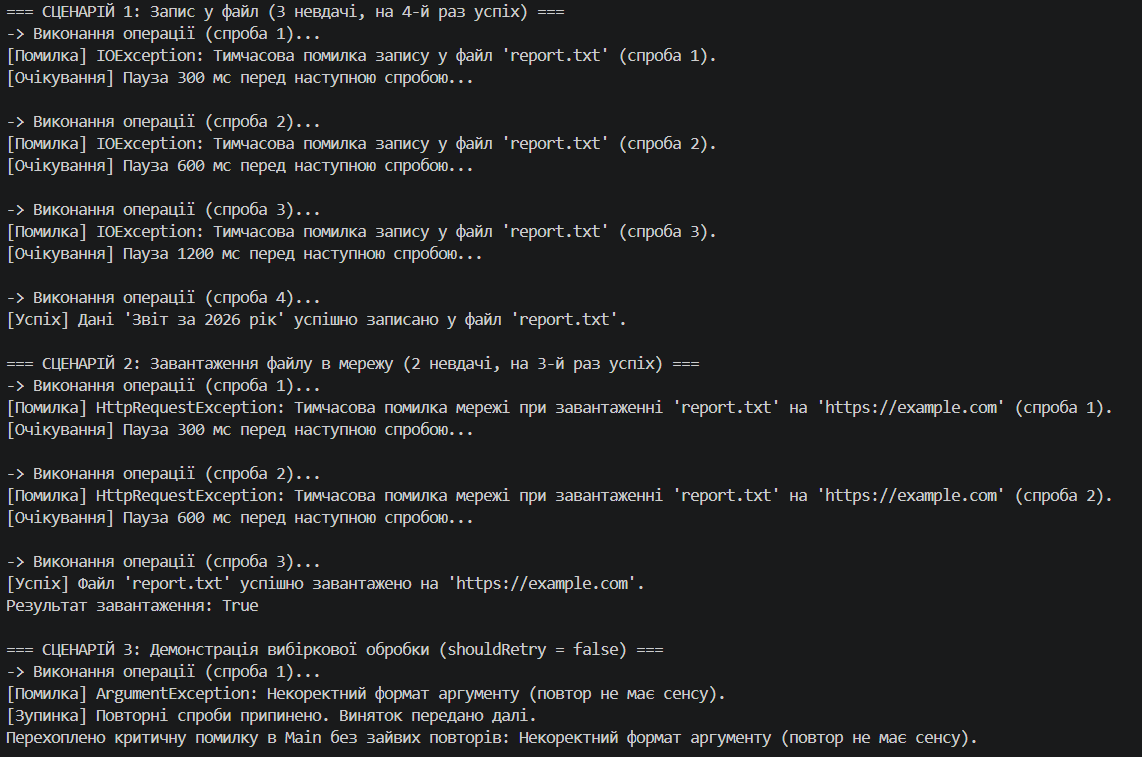 === СЦЕНАРІЙ 1: Запис у файл (3 невдачі, на 4-й раз успіх) ===
-> Виконання операції (спроба 1)...
[Помилка] IOException: Тимчасова помилка запису у файл 'report.txt' (спроба 1).
[Очікування] Пауза 300 мс перед наступною спробою...
-> Виконання операції (спроба 2)...
[Помилка] IOException: Тимчасова помилка запису у файл 'report.txt' (спроба 2).
[Очікування] Пауза 600 мс перед наступною спробою...
-> Виконання операції (спроба 3)...
[Помилка] IOException: Тимчасова помилка запису у файл 'report.txt' (спроба 3).
[Очікування] Пауза 1200 мс перед наступною спробою...
-> Виконання операції (спроба 4)...
[Успіх] Дані 'Звіт за 2026 рік' успішно записано у файл 'report.txt'.
=== СЦЕНАРІЙ 2: Завантаження файлу в мережу (2 невдачі, на 3-й раз успіх) ===
-> Виконання операції (спроба 1)...
[Помилка] HttpRequestException: Тимчасова помилка мережі при завантаженні 'report.txt' на 'https://example.com' (спроба 1).
[Очікування] Пауза 300 мс перед наступною спробою...
-> Виконання операції (спроба 2)...
[Помилка] HttpRequestException: Тимчасова помилка мережі при завантаженні 'report.txt' на 'https://example.com' (спроба 2).
[Очікування] Пауза 600 мс перед наступною спробою...
-> Виконання операції (спроба 3)...
[Успіх] Файл 'report.txt' успішно завантажено на 'https://example.com'.
Результат завантаження: True
=== СЦЕНАРІЙ 3: Демонстрація вибіркової обробки (shouldRetry = false) ===
-> Виконання операції (спроба 1)...
[Помилка] ArgumentException: Некоректний формат аргументу (повтор не має сенсу).
[Зупинка] Повторні спроби припинено. Виняток передано далі.
Перехоплено критичну помилку в Main без зайвих повторів: Некоректний формат аргументу (повтор не має сенсу).